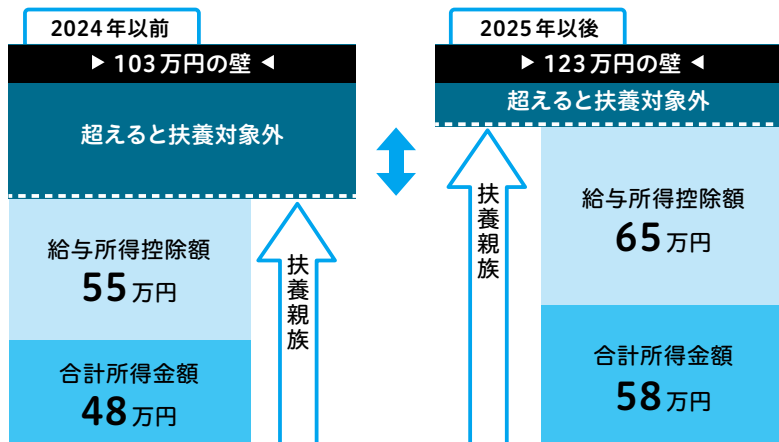 2024年以前
▶ 103万円の壁 ◀
超えると扶養対象外
給与所得控除額
55万円
合計所得金額
48万円
扶養親族
2025年以後
▶ 123万円の壁 ◀
超えると扶養対象外
扶養親族
給与所得控除額
65万円
合計所得金額
58万円